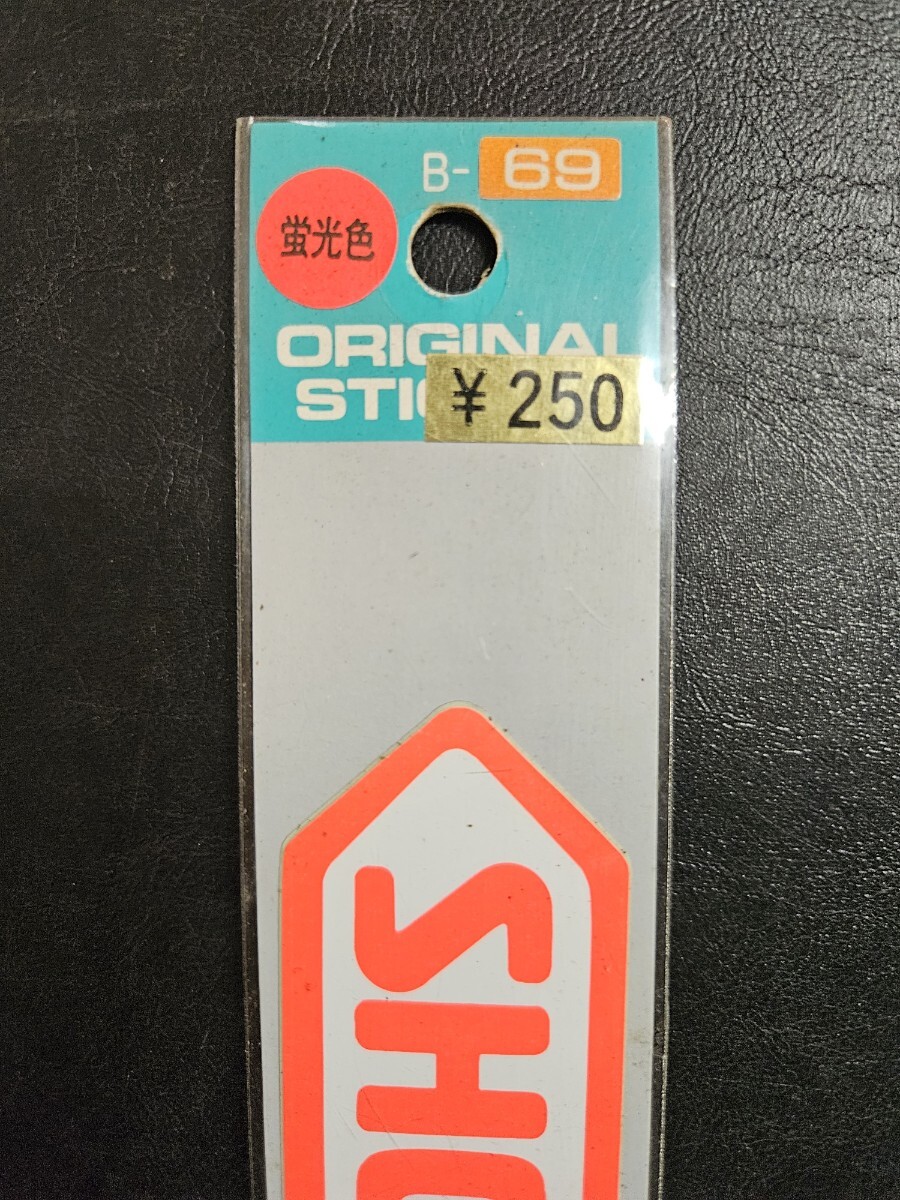 B-69
蛍光色
ORIGINAL
STIC
¥250
SHO